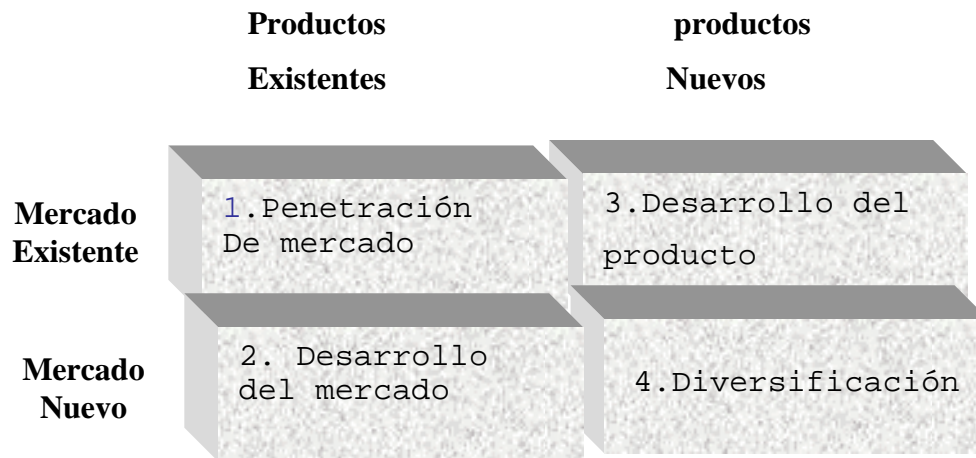 Productos
Existentes
productos
Nuevos
Mercado
Existente
1.Penetración
De mercado
3.Desarrollo del
producto
Mercado
Nuevo
2. Desarrollo
del mercado
4.Diversificación